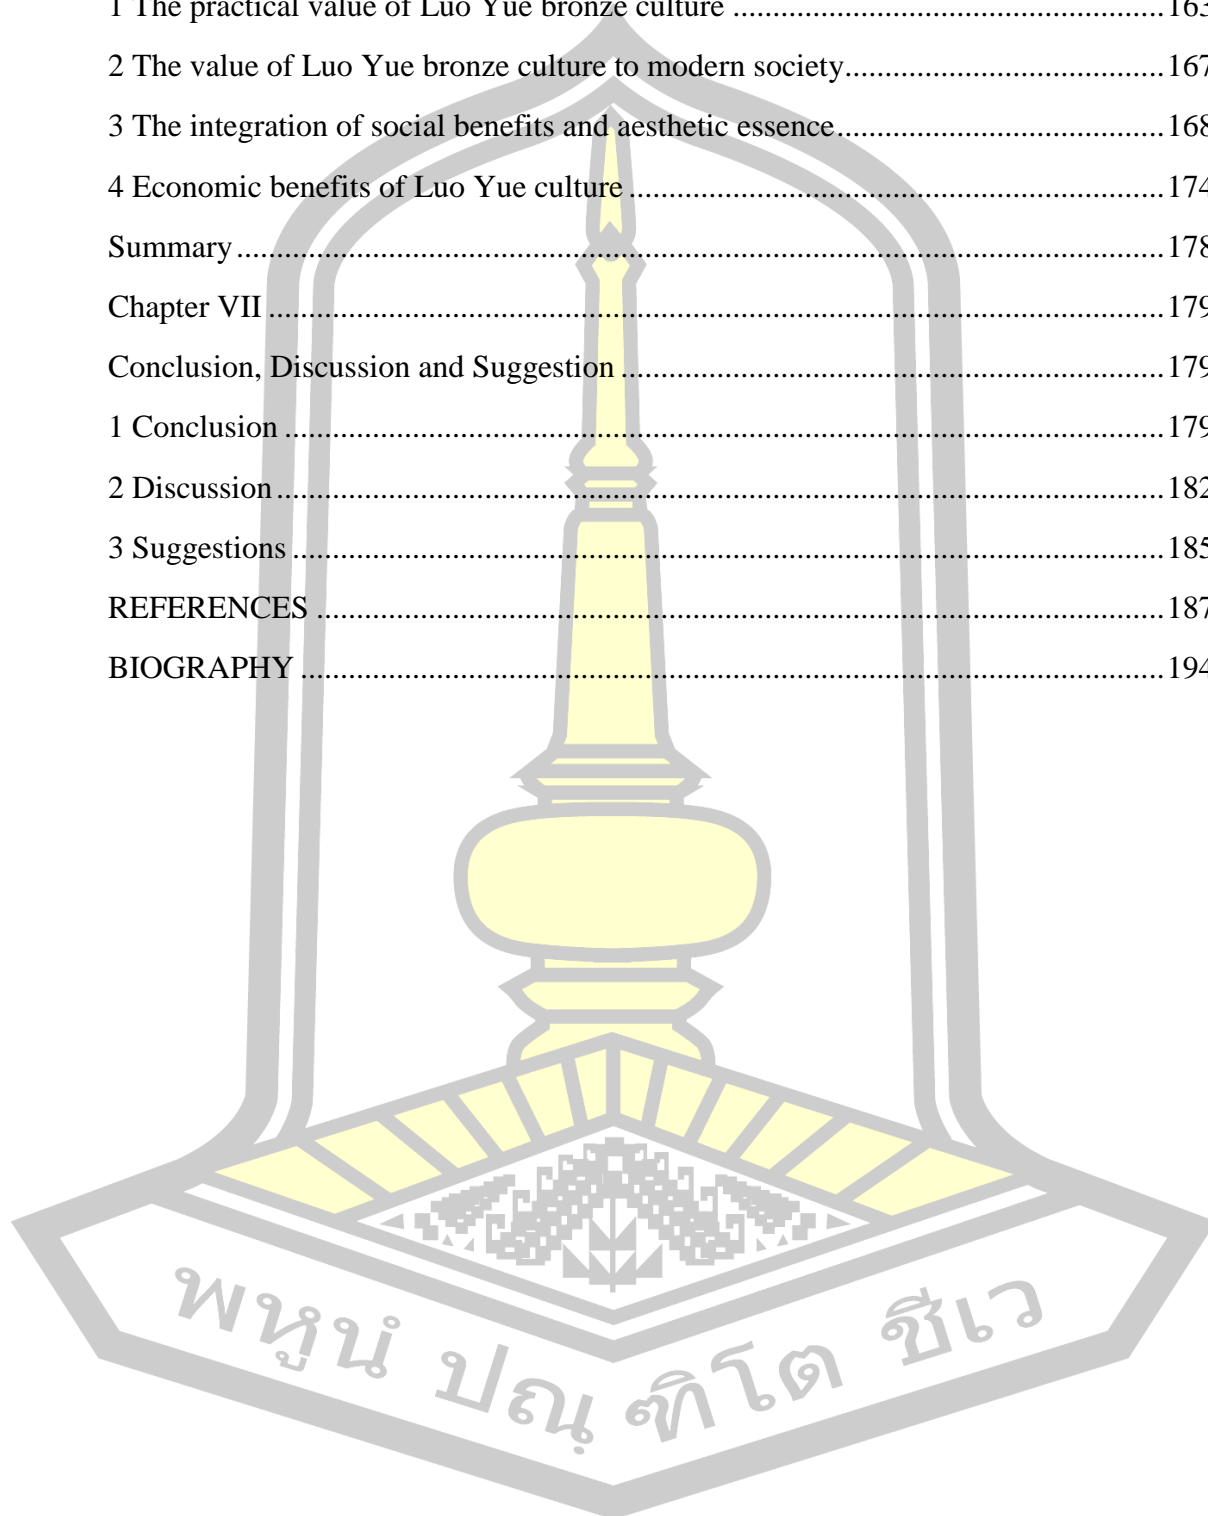 1 The practical value of Luo Yue bronze culture ......................................................163
2 The value of Luo Yue bronze culture to modern society.......................................167
3 The integration of social benefits and aesthetic essence........................................168
4 Economic benefits of Luo Yue culture .................................................................174
Summary................................................................................................................178
Chapter VII ............................................................................................................179
Conclusion, Discussion and Suggestion ..................................................................179
1 Conclusion ..........................................................................................................179
2 Discussion...........................................................................................................182
3 Suggestions .........................................................................................................185
REFERENCES ......................................................................................................187
BIOGRAPHY ........................................................................................................194
พหูนํ ปณฺฑิโต ชีเว